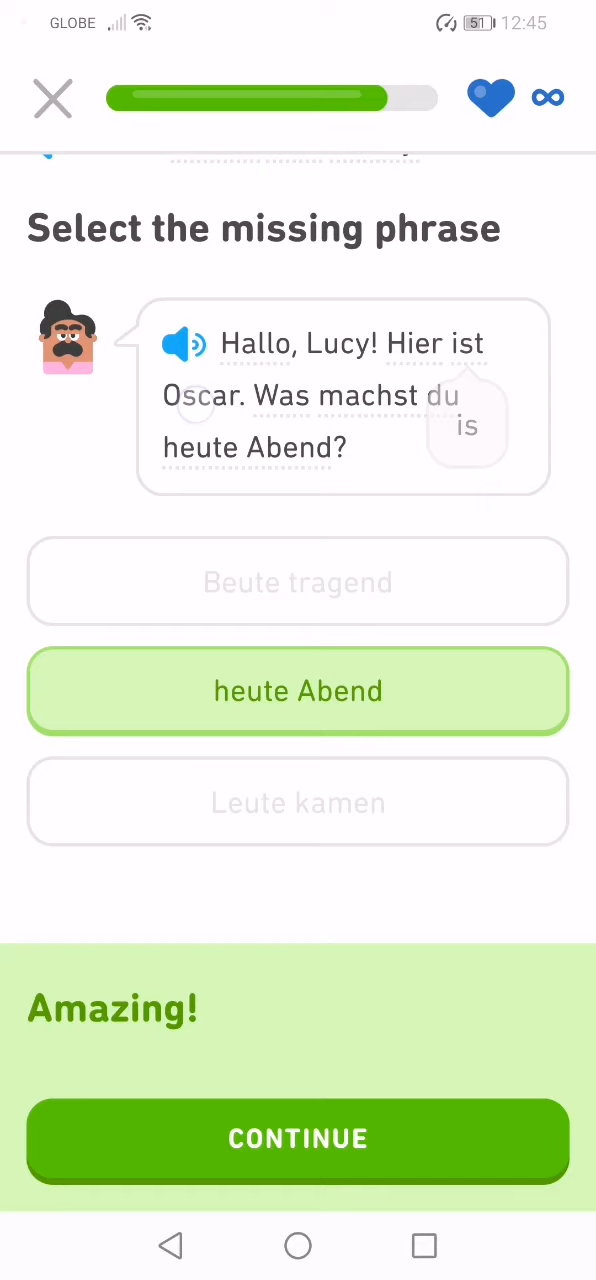 GLOBE 51 12:45
Select the missing phrase
Hallo, Lucy! Hier ist
Oscar. Was machst du
is
heute Abend?
Beute tragend
heute Abend
Leute kamen
Amazing!
CONTINUE